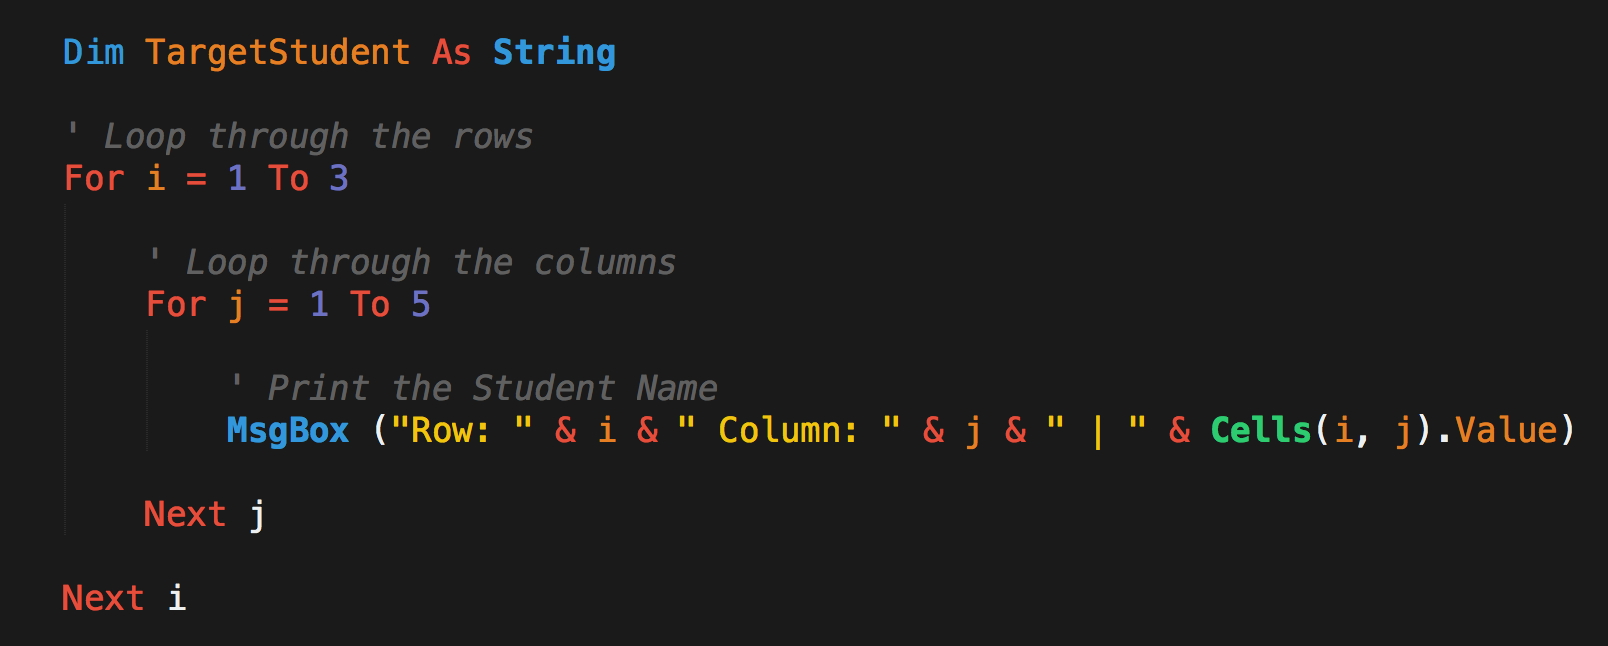 Dim TargetStudent As String
' Loop through the rows
For i = 1 To 3
' Loop through the columns
For j = 1 To 5
' Print the Student Name
MsgBox ("Row: " & i & " Column: " & j & " | " & Cells(i, j).Value)
Next j
Next i